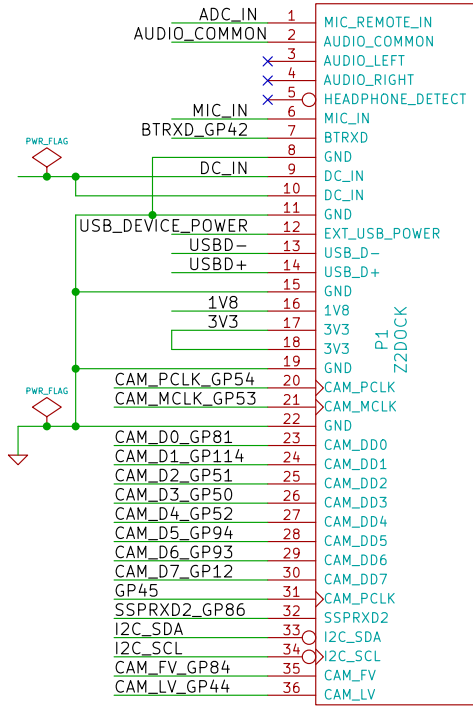 ADC_IN 1 MIC_REMOTE_IN
AUDIO_COMMON 2 AUDIO_COMMON
3 AUDIO_LEFT
4 AUDIO_RIGHT
5 HEADPHONE_DETECT
MIC_IN 6 MIC_IN
BTRXD_GP42 7 BTRXD
PWR_FLAG 8 GND
DC_IN 9 DC_IN
10 DC_IN
11 GND
USB_DEVICE_POWER 12 EXT_USB_POWER
USBD- 13 USB_D-
USBD+ 14 USB_D+
15 GND
1V8 16 1V8
3V3 17 3V3
18 3V3
P1
Z2DOCK
19 GND
CAM_PCLK_GP54 20 CAM_PCLK
PWR_FLAG
CAM_MCLK_GP53 21 CAM_MCLK
22 GND
CAM_D0_GP81 23 CAM_DD0
CAM_D1_GP114 24 CAM_DD1
CAM_D2_GP51 25 CAM_DD2
CAM_D3_GP50 26 CAM_DD3
CAM_D4_GP52 27 CAM_DD4
CAM_D5_GP94 28 CAM_DD5
CAM_D6_GP93 29 CAM_DD6
CAM_D7_GP12 30 CAM_DD7
GP45 31 CAM_PCLK
SSPRXD2_GP86 32 SSPRXD2
I2C_SDA 33 I2C_SDA
I2C_SCL 34 I2C_SCL
CAM_FV_GP84 35 CAM_FV
CAM_LV_GP44 36 CAM_LV